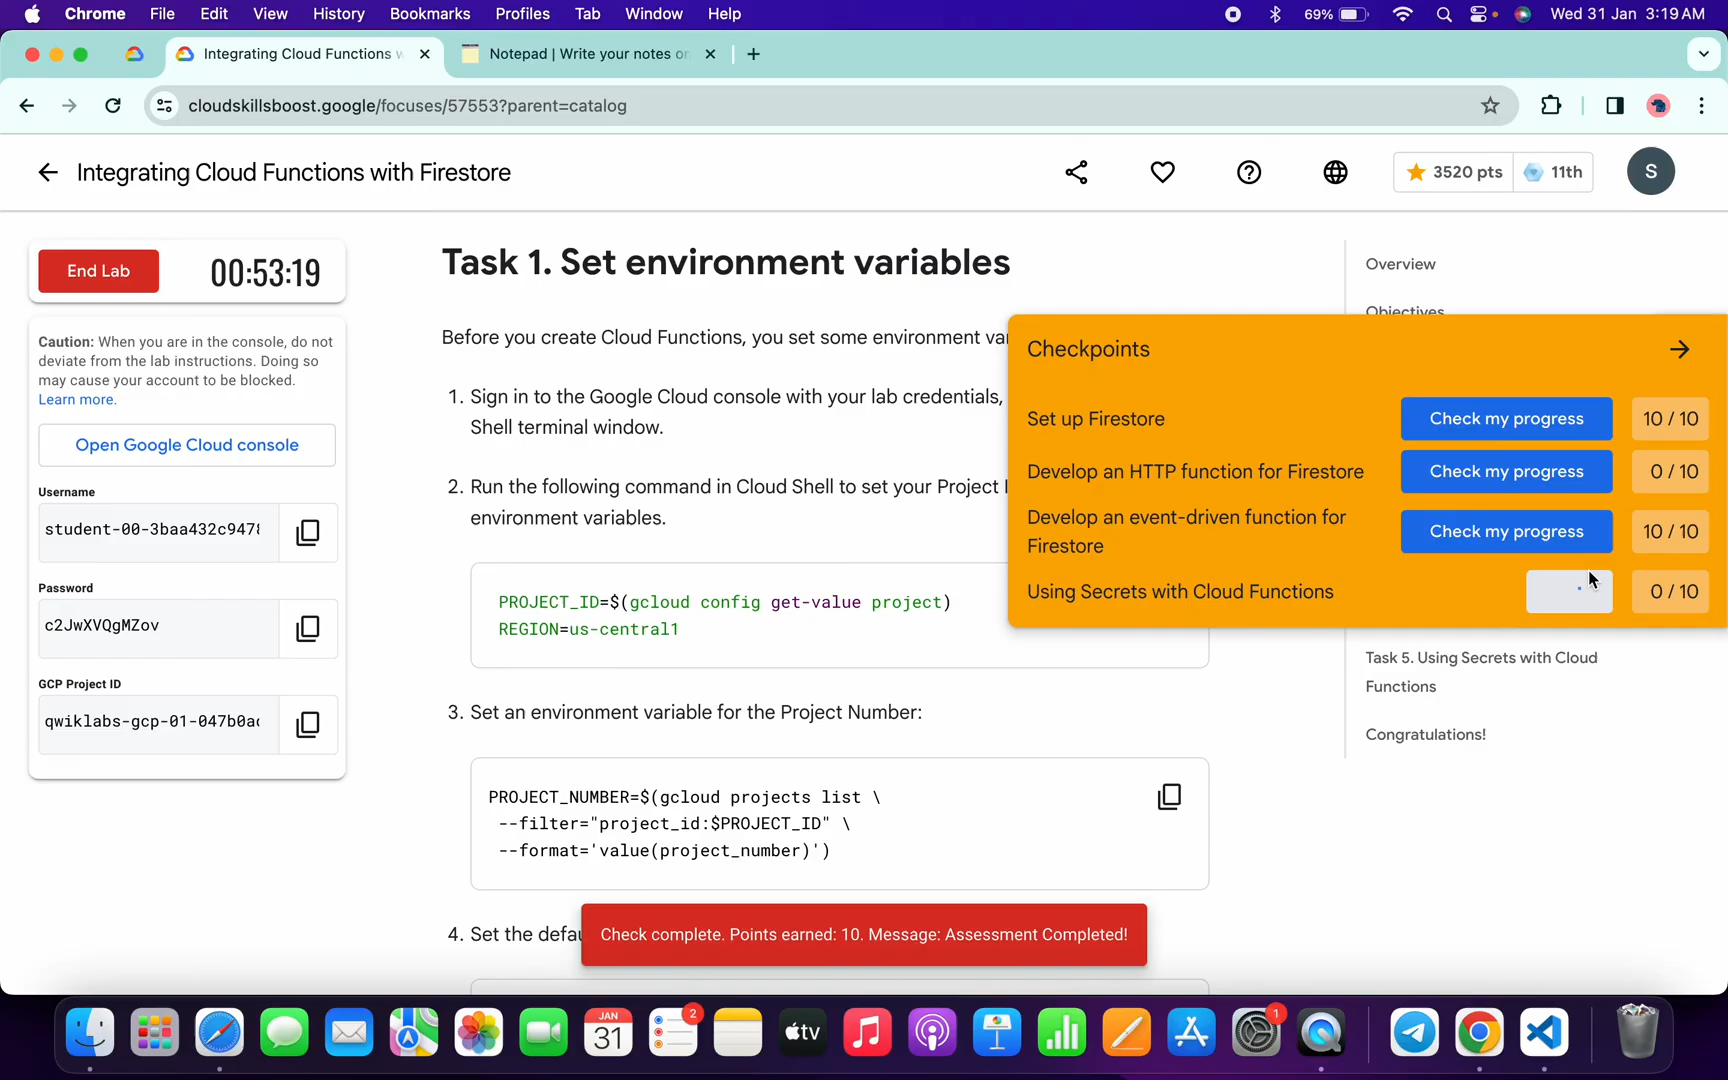 Chrome File Edit View History Bookmarks Profiles Tab Window Help 69% Wed 31 Jan 3:19 AM
Integrating Cloud Functions Notepad | Write your notes
cloudskillsboost.google/focuses/57553?parent=catalog
Integrating Cloud Functions with Firestore 3520 pts 11th S
End Lab 00:53:19
Caution: When you are in the console, do not
deviate from the lab instructions. Doing so
may cause your account to be blocked.
Learn more.
Open Google Cloud console
Username
student-00-3baa432c947
Password
c2JwXVQgMZov
GCP Project ID
qwiklabs-gcp-01-047b0a
Task 1. Set environment variables
Before you create Cloud Functions, you set some environment
1. Sign in to the Google Cloud console with your lab credentials,
Shell terminal window.
2. Run the following command in Cloud Shell to set your Project
environment variables.
PROJECT_ID=$(gcloud config get-value project)
REGION=us-central1
3. Set an environment variable for the Project Number:
PROJECT_NUMBER=$(gcloud projects list \
--filter="project_id:$PROJECT_ID" \
--format='value(project_number)')
4. Set the
Check complete. Points earned: 10. Message: Assessment Completed!
Overview
Objectives
Checkpoints
Set up Firestore Check my progress 10 / 10
Develop an HTTP function for Firestore Check my progress 0 / 10
Develop an event-driven function for
Firestore Check my progress 10 / 10
Using Secrets with Cloud Functions 0 / 10
Task 5. Using Secrets with Cloud
Functions
Congratulations!
JAN
31
2
tv
1